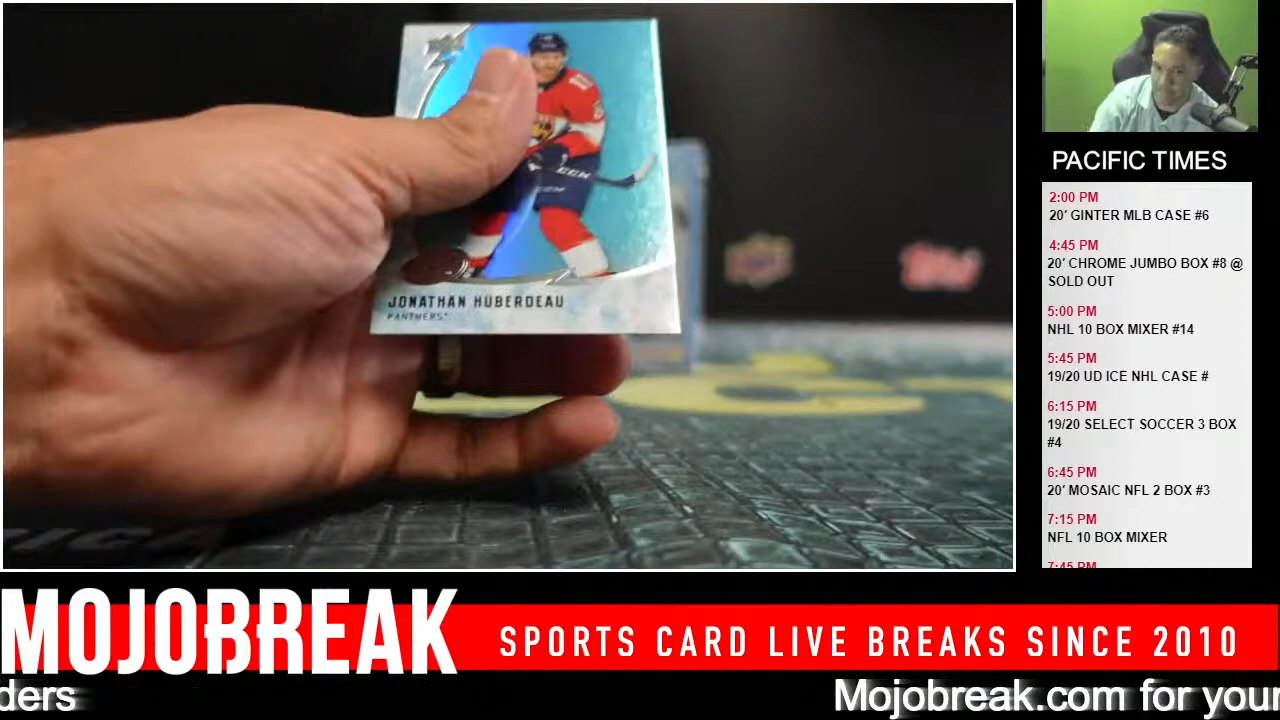 JONATHAN HUBERDEAU
PANTHERS
CCM
CCM
topps
PACIFIC TIMES
2:00 PM
20' GINTER MLB CASE #6
4:45 PM
20' CHROME JUMBO BOX #8 @
SOLD OUT
5:00 PM
NHL 10 BOX MIXER #14
5:45 PM
19/20 UD ICE NHL CASE #
6:15 PM
19/20 SELECT SOCCER 3 BOX
#4
6:45 PM
20' MOSAIC NFL 2 BOX #3
7:15 PM
NFL 10 BOX MIXER
7:45 PM
MOJOBREAK
SPORTS CARD LIVE BREAKS SINCE 2010
ders
Mojobreak.com for your